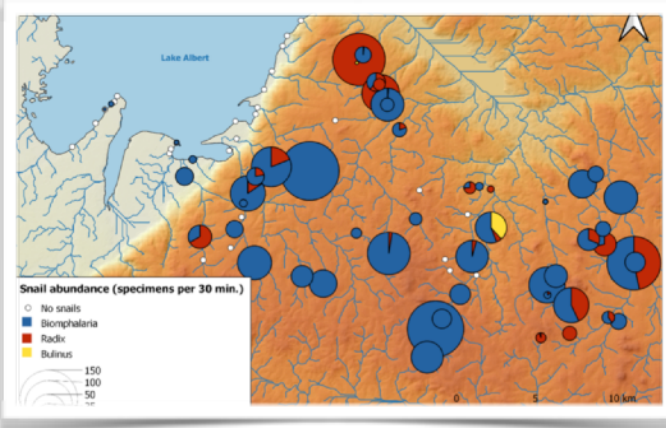 Lake Albert
Snail abundance (specimens per 30 min.)
No snails
Biomphalaria
Radix
Bulinus
150
100
50
0 5 10 km